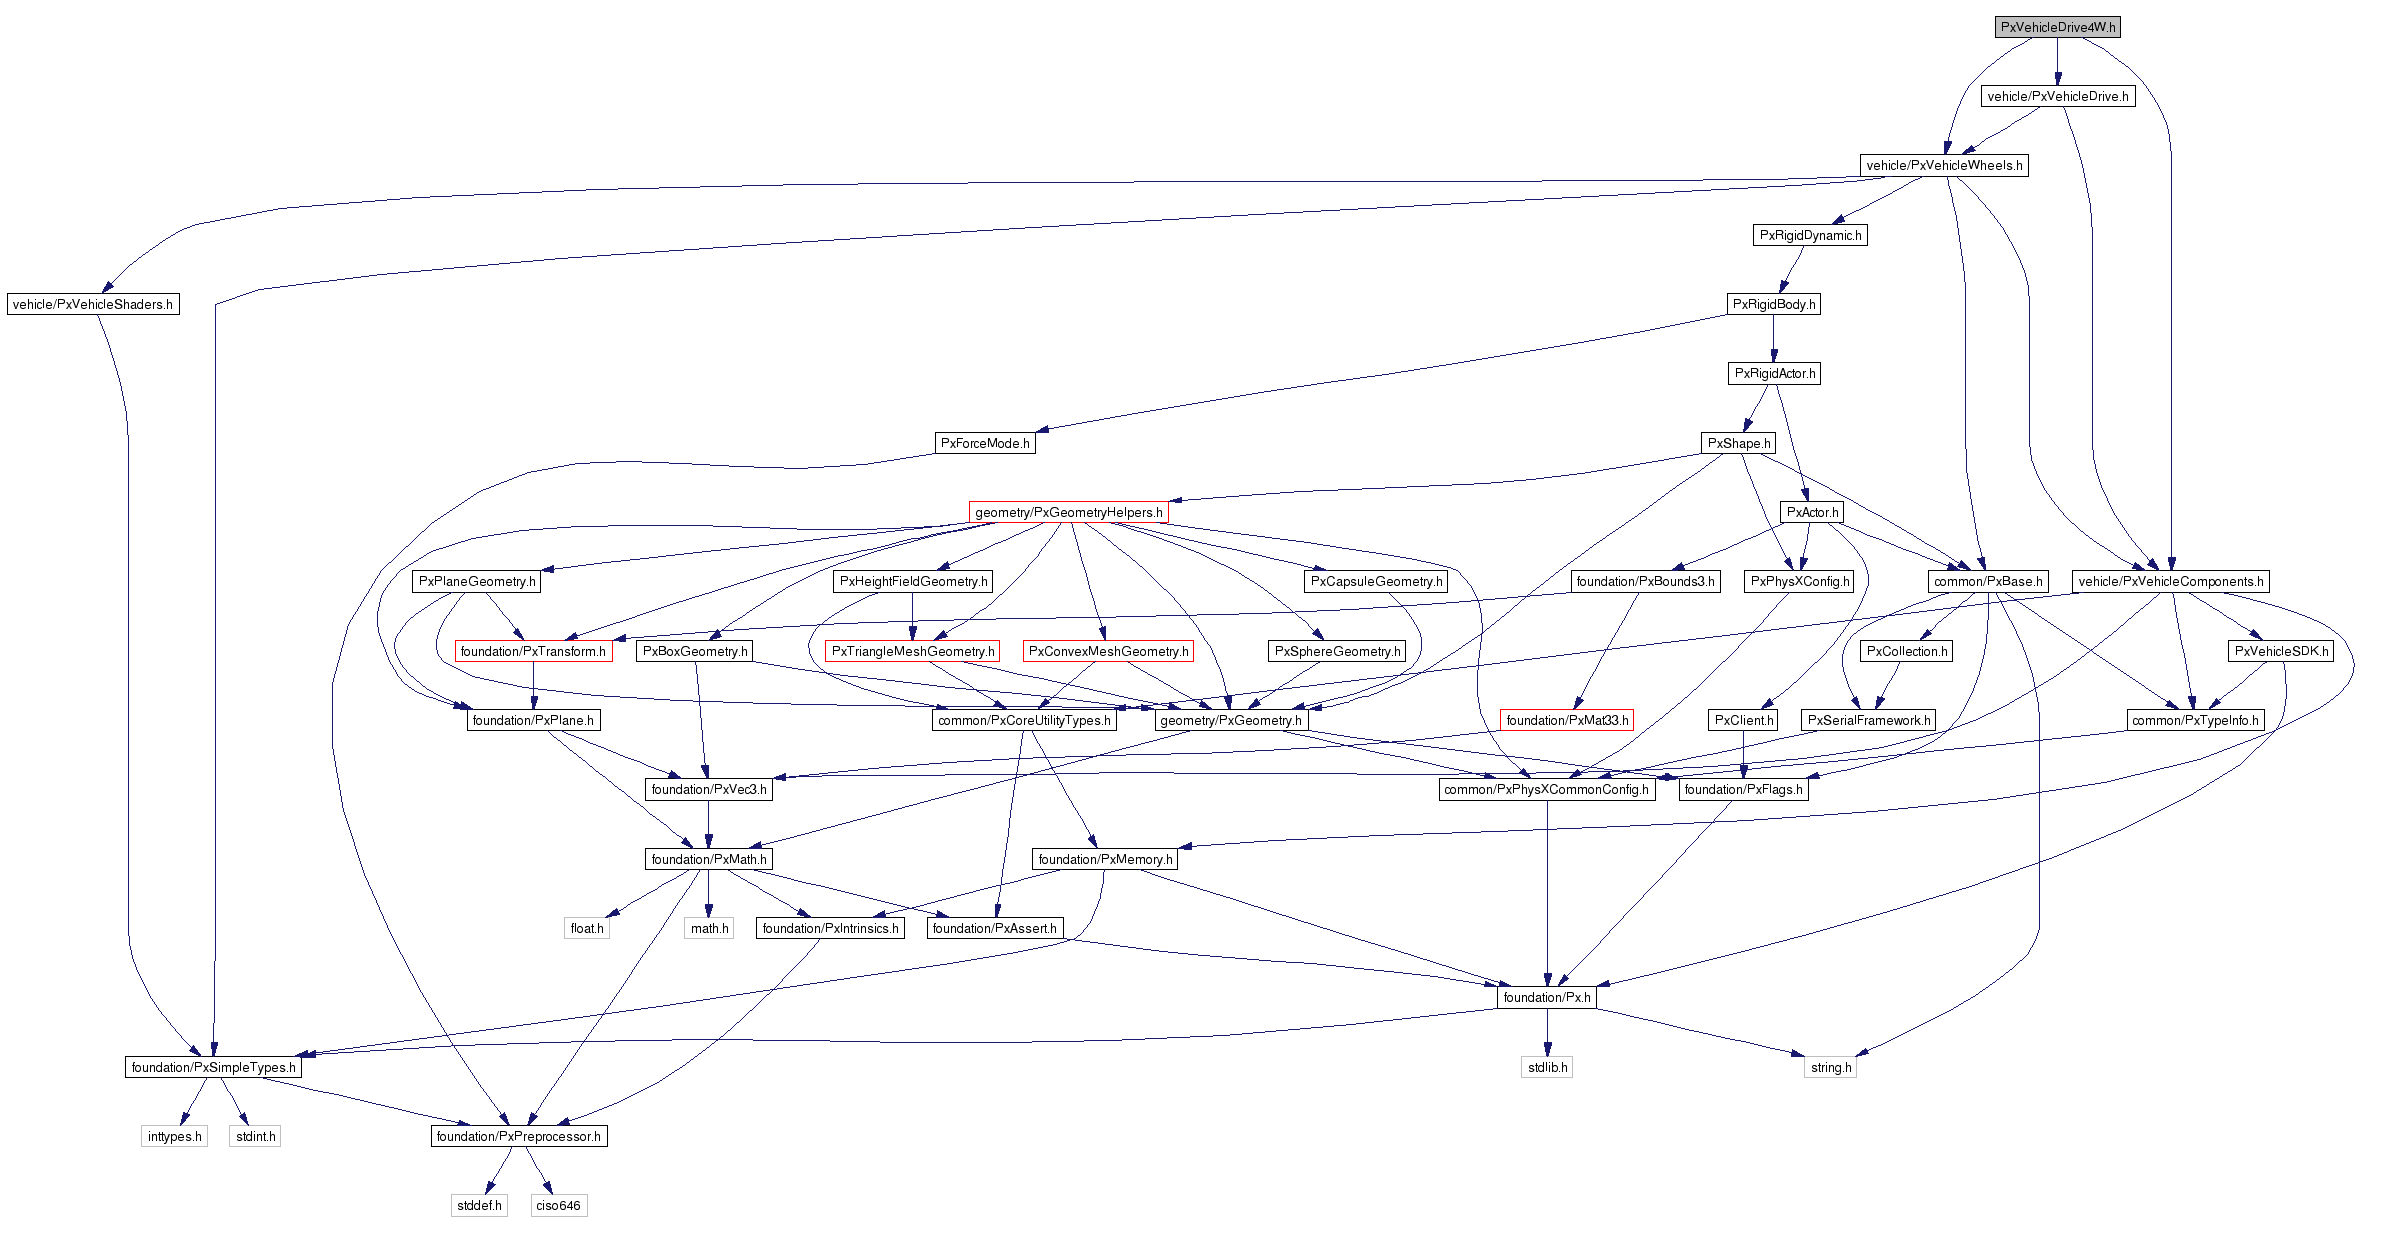 PxVehicleDrive4W.h
vehicle/PxVehicleDrive.h
vehicle/PxVehicleWheels.h
PxRigidDynamic.h
vehicle/PxVehicleShaders.h
PxRigidBody.h
PxRigidActor.h
PxForceMode.h
PxShape.h
geometry/PxGeometryHelpers.h
PxActor.h
PxPlaneGeometry.h
PxHeightFieldGeometry.h
PxCapsuleGeometry.h
foundation/PxBounds3.h
PxPhysXConfig.h
common/PxBase.h
vehicle/PxVehicleComponents.h
foundation/PxTransform.h
PxBoxGeometry.h
PxTriangleMeshGeometry.h
PxConvexMeshGeometry.h
PxSphereGeometry.h
PxCollection.h
PxVehicleSDK.h
foundation/PxPlane.h
common/PxCoreUtilityTypes.h
geometry/PxGeometry.h
foundation/PxMat33.h
PxClient.h
PxSerialFramework.h
common/PxTypeInfo.h
foundation/PxVec3.h
common/PxPhysXCommonConfig.h
foundation/PxFlags.h
foundation/PxMath.h
foundation/PxMemory.h
float.h
math.h
foundation/PxIntrinsics.h
foundation/PxAssert.h
foundation/Px.h
foundation/PxSimpleTypes.h
stdlib.h
string.h
inttypes.h
stdint.h
foundation/PxPreprocessor.h
stddef.h
ciso646